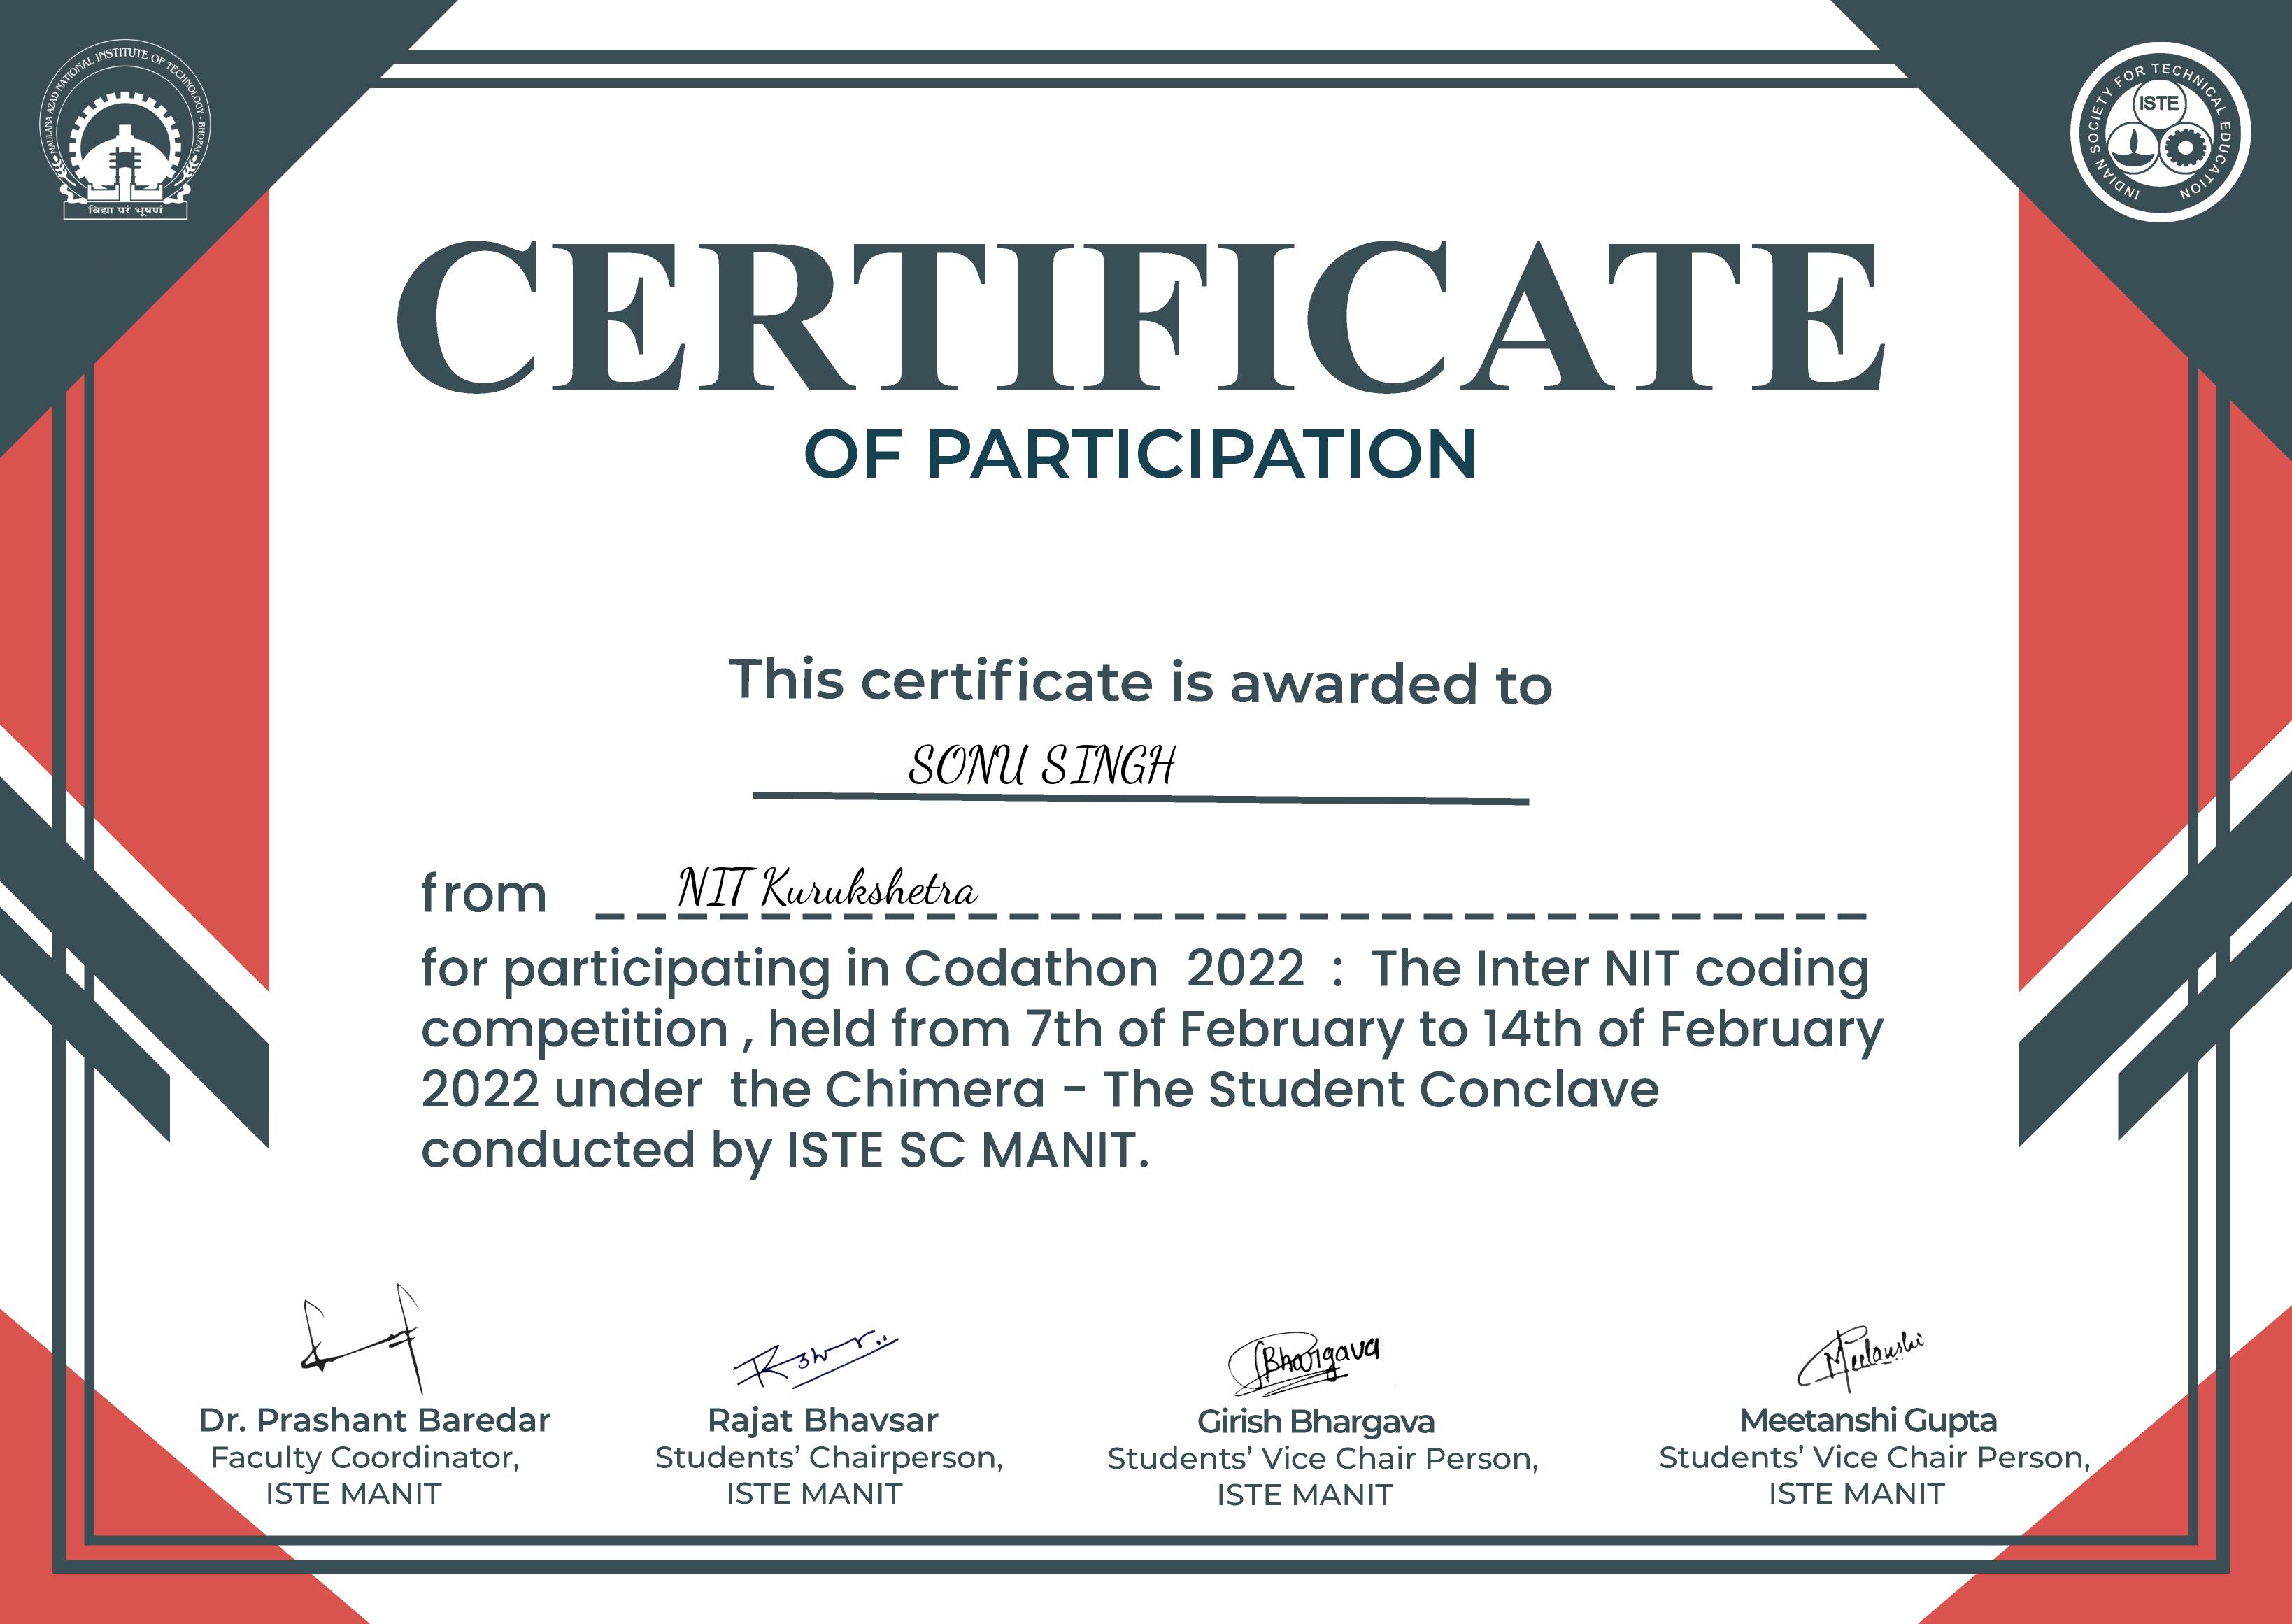 MAULANA AZAD NATIONAL INSTITUTE OF TECHNOLOGY - BHOPAL
विद्या परं भूषणं
INDIAN SOCIETY FOR TECHNICAL EDUCATION
ISTE
CERTIFICATE
OF PARTICIPATION
This certificate is awarded to
SONU SINGH
from NIT Kurukshetra
for participating in Codathon 2022 : The Inter NIT coding
competition , held from 7th of February to 14th of February
2022 under the Chimera - The Student Conclave
conducted by ISTE SC MANIT.
Bhargava
Meetanshi
Dr. Prashant Baredar
Faculty Coordinator,
ISTE MANIT
Rajat Bhavsar
Students’ Chairperson,
ISTE MANIT
Girish Bhargava
Students’ Vice Chair Person,
ISTE MANIT
Meetanshi Gupta
Students’ Vice Chair Person,
ISTE MANIT